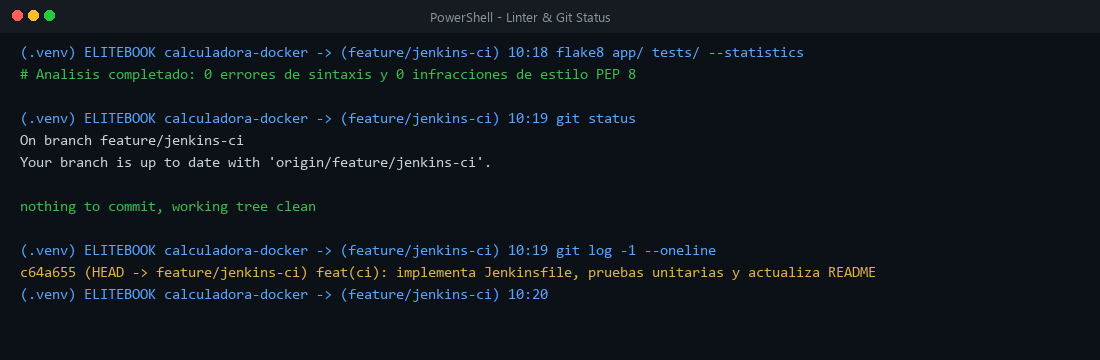 PowerShell - Linter & Git Status
(.venv) ELITEBOOK calculadora-docker -> (feature/jenkins-ci) 10:18 flake8 app/ tests/ --statistics
# Analisis completado: 0 errores de sintaxis y 0 infracciones de estilo PEP 8
(.venv) ELITEBOOK calculadora-docker -> (feature/jenkins-ci) 10:19 git status
On branch feature/jenkins-ci
Your branch is up to date with 'origin/feature/jenkins-ci'.
nothing to commit, working tree clean
(.venv) ELITEBOOK calculadora-docker -> (feature/jenkins-ci) 10:19 git log -1 --oneline
c64a655 (HEAD -> feature/jenkins-ci) feat(ci): implementa Jenkinsfile, pruebas unitarias y actualiza README
(.venv) ELITEBOOK calculadora-docker -> (feature/jenkins-ci) 10:20